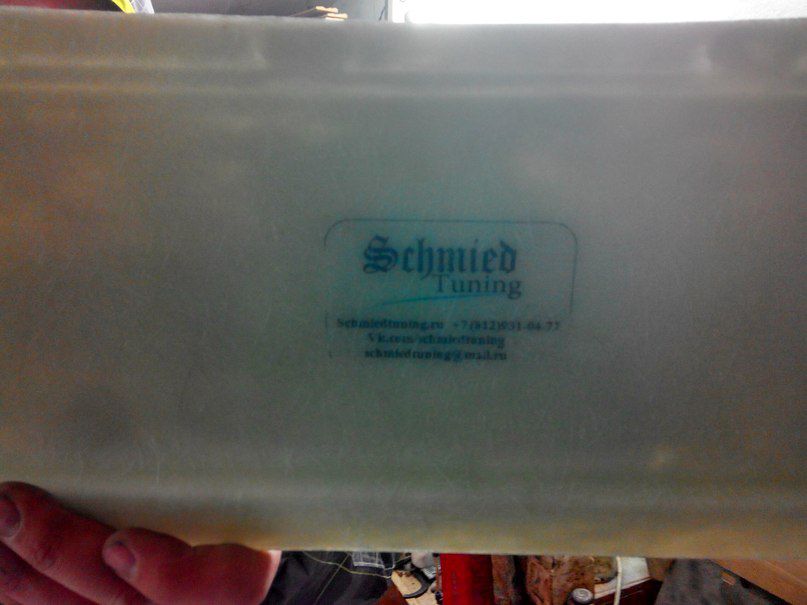 Schmied
Tuning
Schmiedtuning.ru +7(812)931-04-77
Vk.com/schmiedtuning
schmiedtuning@mail.ru